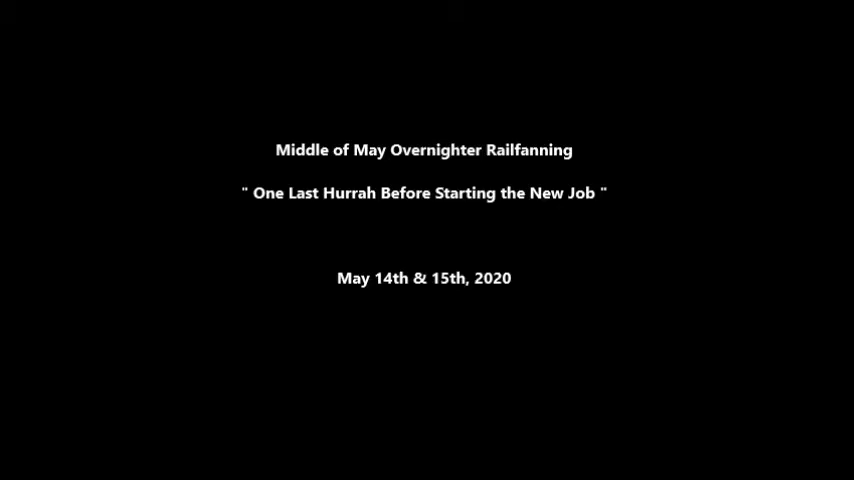 Middle of May Overnighter Railfanning
" One Last Hurrah Before Starting the New Job "
May 14th & 15th, 2020